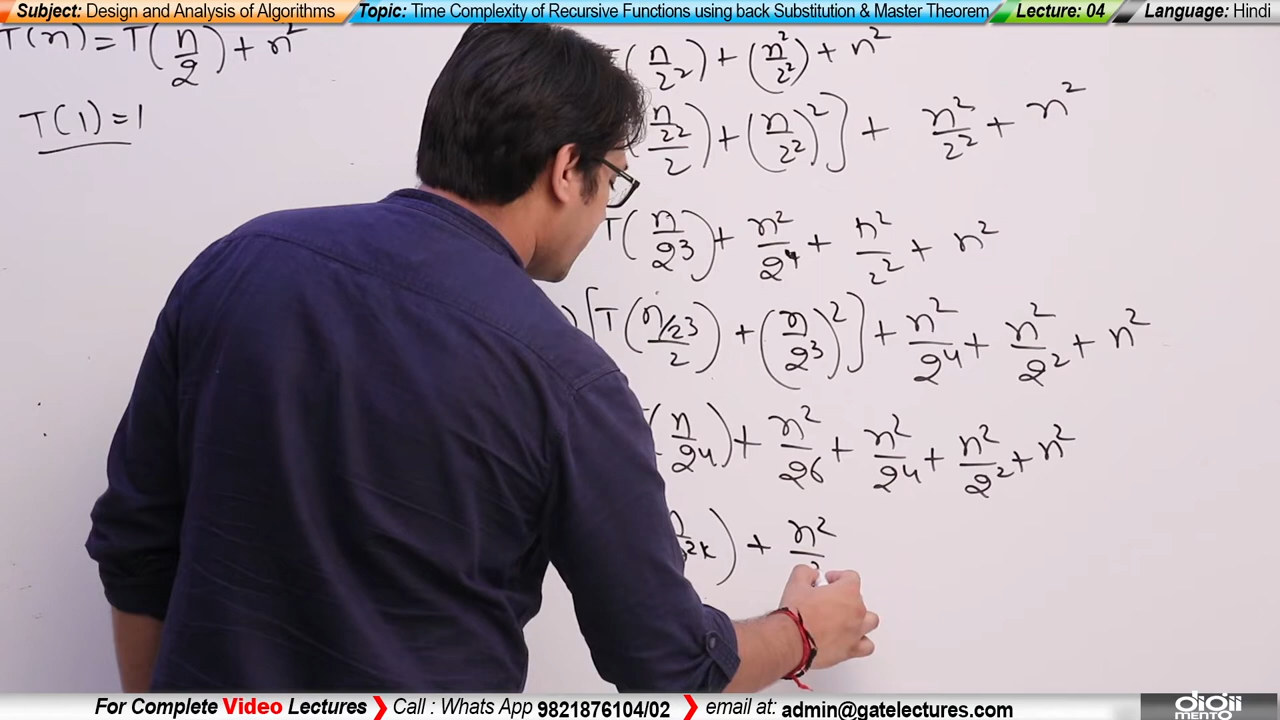 Subject: Design and Analysis of Algorithms Topic: Time Complexity of Recursive Functions using back Substitution & Master Theorem Lecture: 04 Language: Hindi
T(n) = T(n/2) + n²
T(1) = 1
(n/2²) + (n²/2²) + n²
(n/2²/2) + (n/2²)²] + n²/2² + n²
T(n/2³) + n²/2⁴ + n²/2² + n²
[T(n/2³/2) + (n/2³)²] + n²/2⁴ + n²/2² + n²
(n/2⁴) + n²/2⁶ + n²/2⁴ + n²/2² + n²
) + n²
For Complete Video Lectures ❯ Call : Whats App 9821876104/02 ❯ email at: admin@gatelectures.com
digii
MENTO